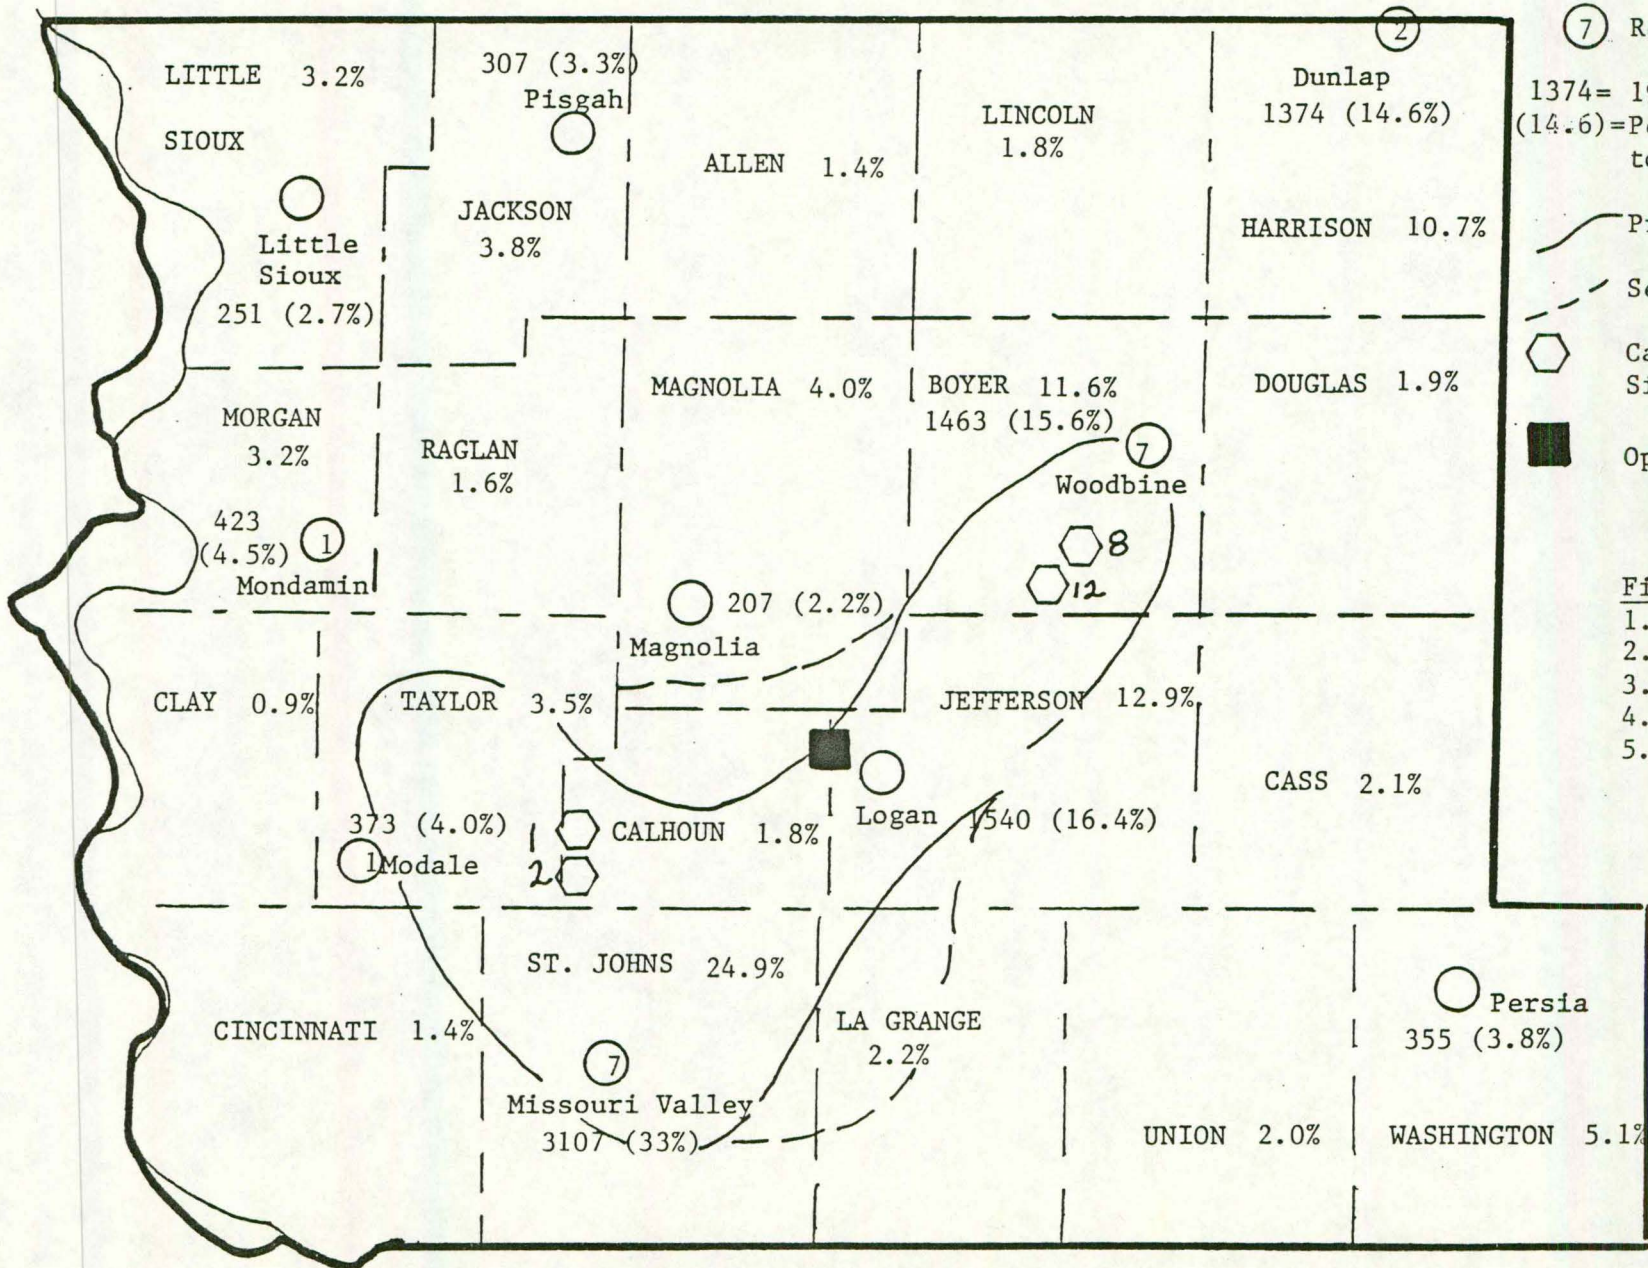 LITTLE 3.2%
SIOUX
Little
Sioux
251 (2.7%)
307 (3.3%)
Pisgah
JACKSON
3.8%
ALLEN 1.4%
LINCOLN
1.8%
2
Dunlap
1374 (14.6%)
HARRISON 10.7%
MORGAN
3.2%
423
(4.5%) 1
Mondamin
RAGLAN
1.6%
MAGNOLIA 4.0%
207 (2.2%)
Magnolia
BOYER 11.6%
1463 (15.6%)
7
Woodbine
8
12
DOUGLAS 1.9%
CLAY 0.9%
TAYLOR 3.5%
373 (4.0%)
1 Modale
2
CALHOUN 1.8%
JEFFERSON 12.9%
Logan 1540 (16.4%)
CASS 2.1%
CINCINNATI 1.4%
ST. JOHNS 24.9%
7
Missouri Valley
3107 (33%)
LA GRANGE
2.2%
UNION 2.0%
Persia
355 (3.8%)
WASHINGTON 5.1%
7 R
1374= 19
(14.6)=P
to
P
S
Ca
Si
Op
Fi
1.
2.
3.
4.
5.